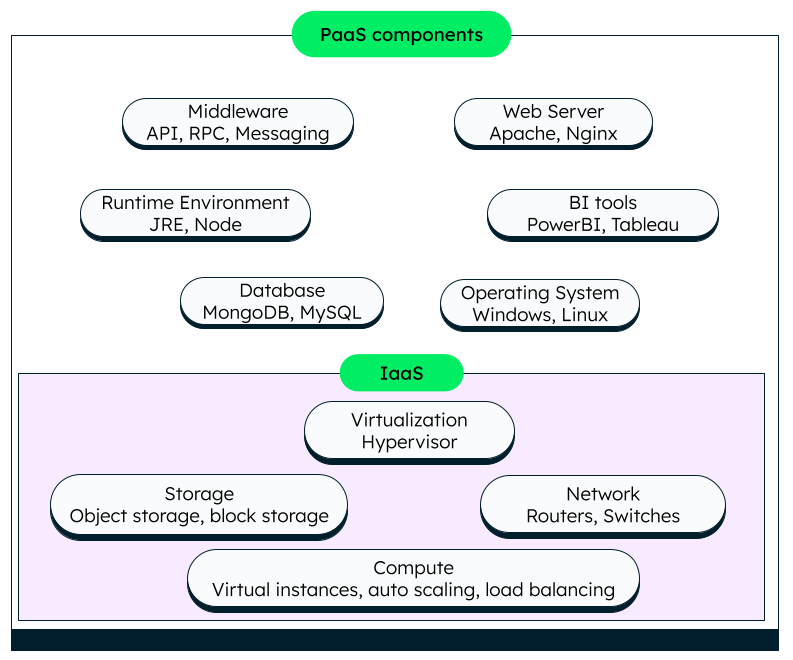 PaaS components
Middleware
API, RPC, Messaging
Web Server
Apache, Nginx
Runtime Environment
JRE, Node
BI tools
PowerBI, Tableau
Database
MongoDB, MySQL
Operating System
Windows, Linux
IaaS
Virtualization
Hypervisor
Storage
Object storage, block storage
Network
Routers, Switches
Compute
Virtual instances, auto scaling, load balancing